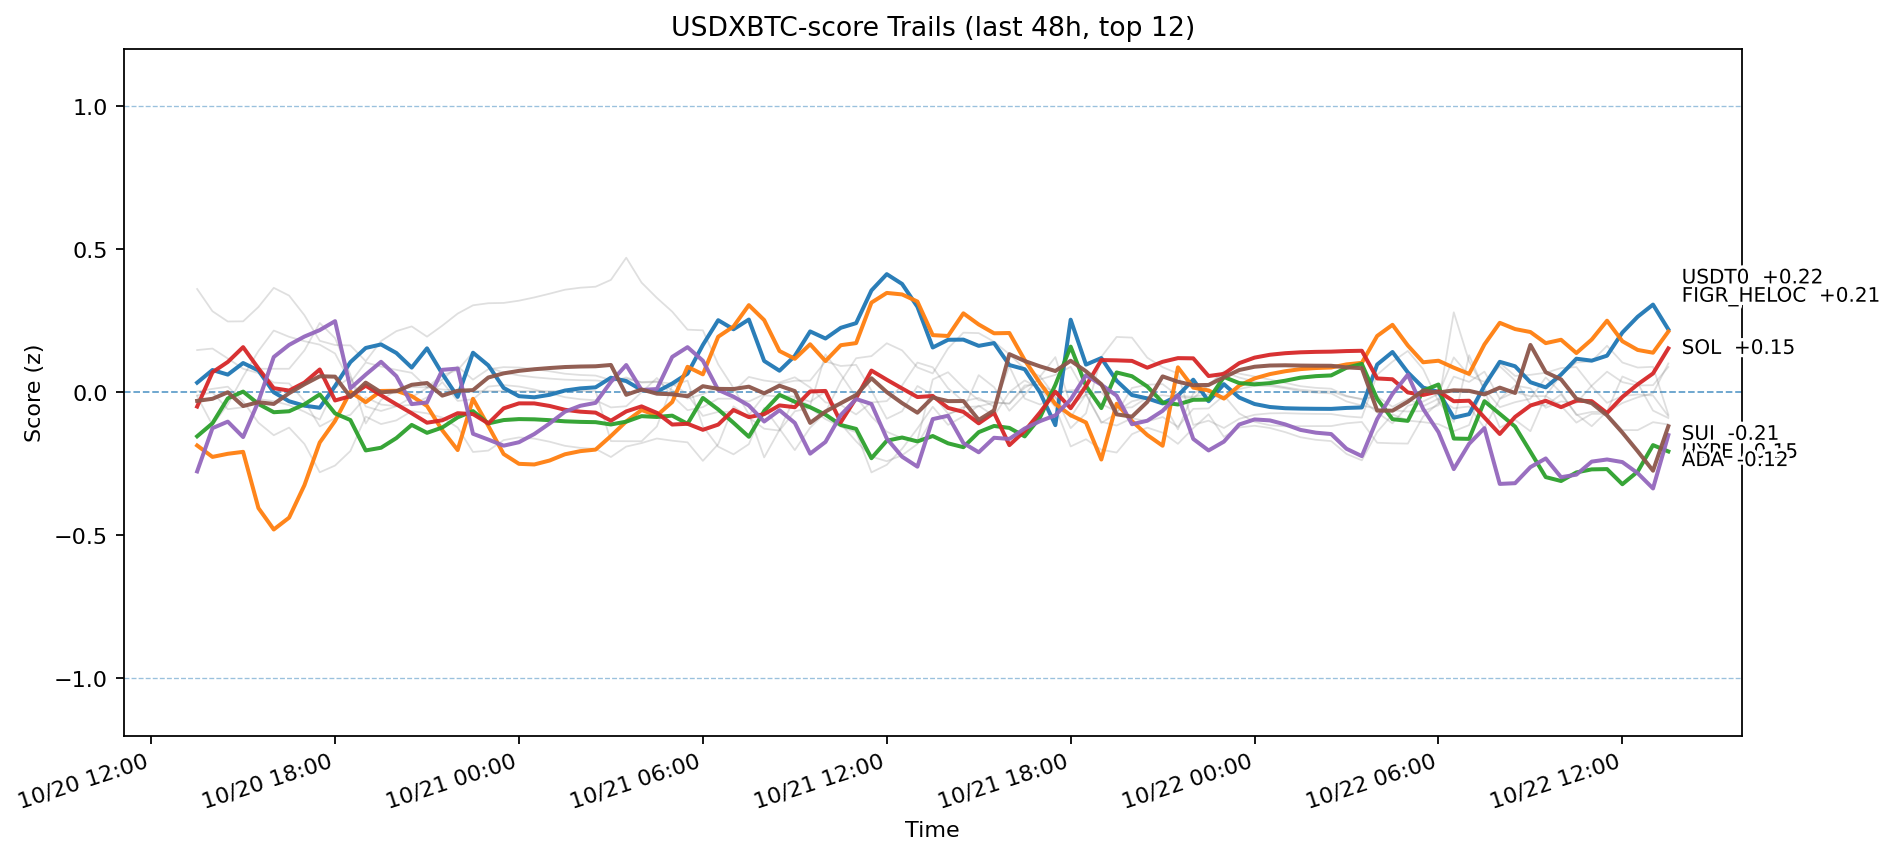 USDXBTC-score Trails (last 48h, top 12)
Score (z)
1.0
0.5
0.0
−0.5
−1.0
USDT0 +0.22
FIGR_HELOC +0.21
SOL +0.15
SUI -0.21
ADA -0.12
10/20 12:00
10/20 18:00
10/21 00:00
10/21 06:00
10/21 12:00
10/21 18:00
10/22 00:00
10/22 06:00
10/22 12:00
Time